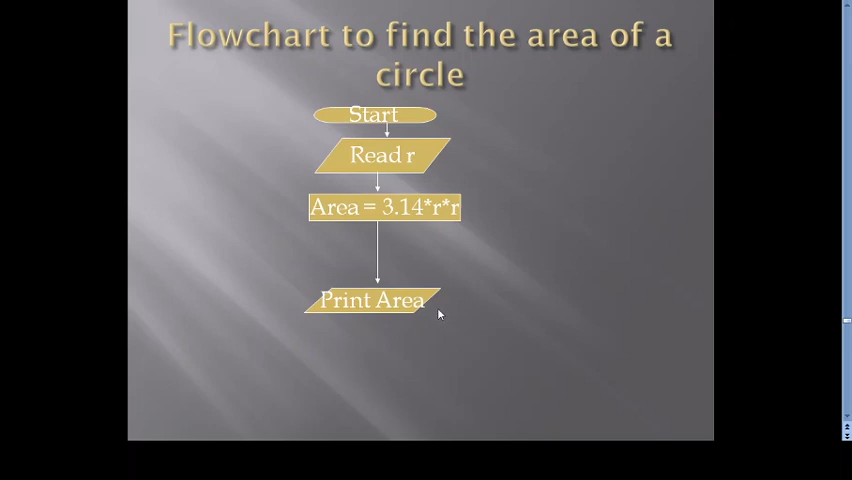 Flowchart to find the area of a
circle
Start
Read r
Area = 3.14*r*r
Print Area